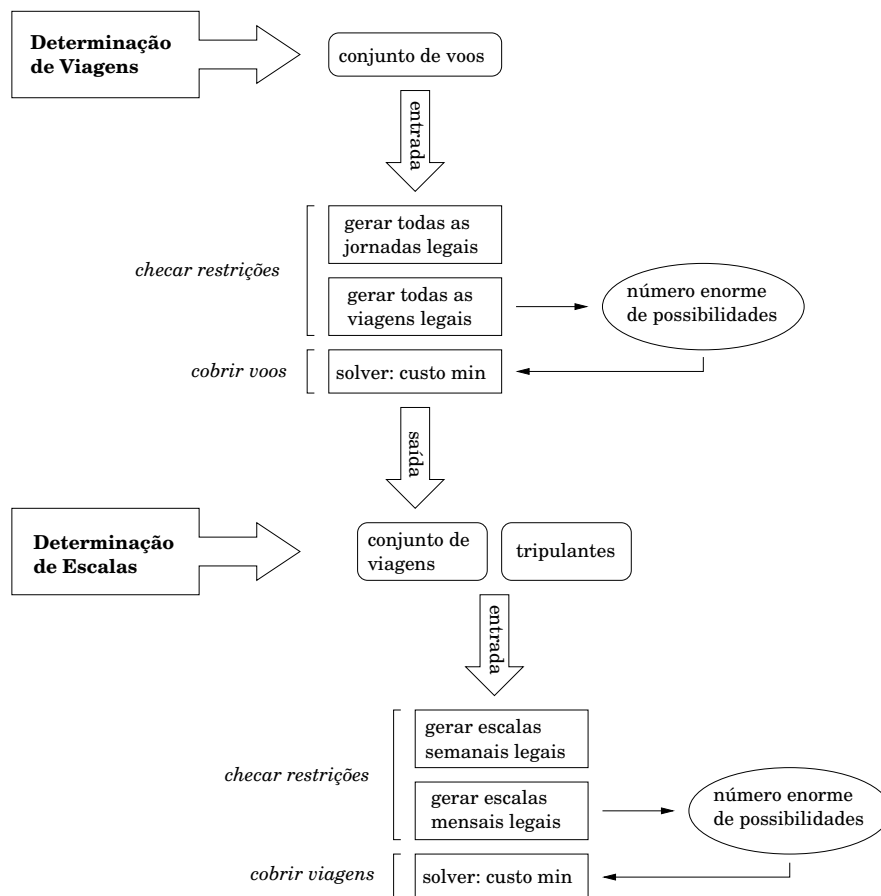 Determinação
de Viagens
conjunto de voos
entrada
gerar todas as
jornadas legais
checar restrições
gerar todas as
viagens legais
número enorme
de possibilidades
cobrir voos
solver: custo min
saída
Determinação
de Escalas
conjunto de
viagens
tripulantes
entrada
gerar escalas
semanais legais
checar restrições
gerar escalas
mensais legais
número enorme
de possibilidades
cobrir viagens
solver: custo min